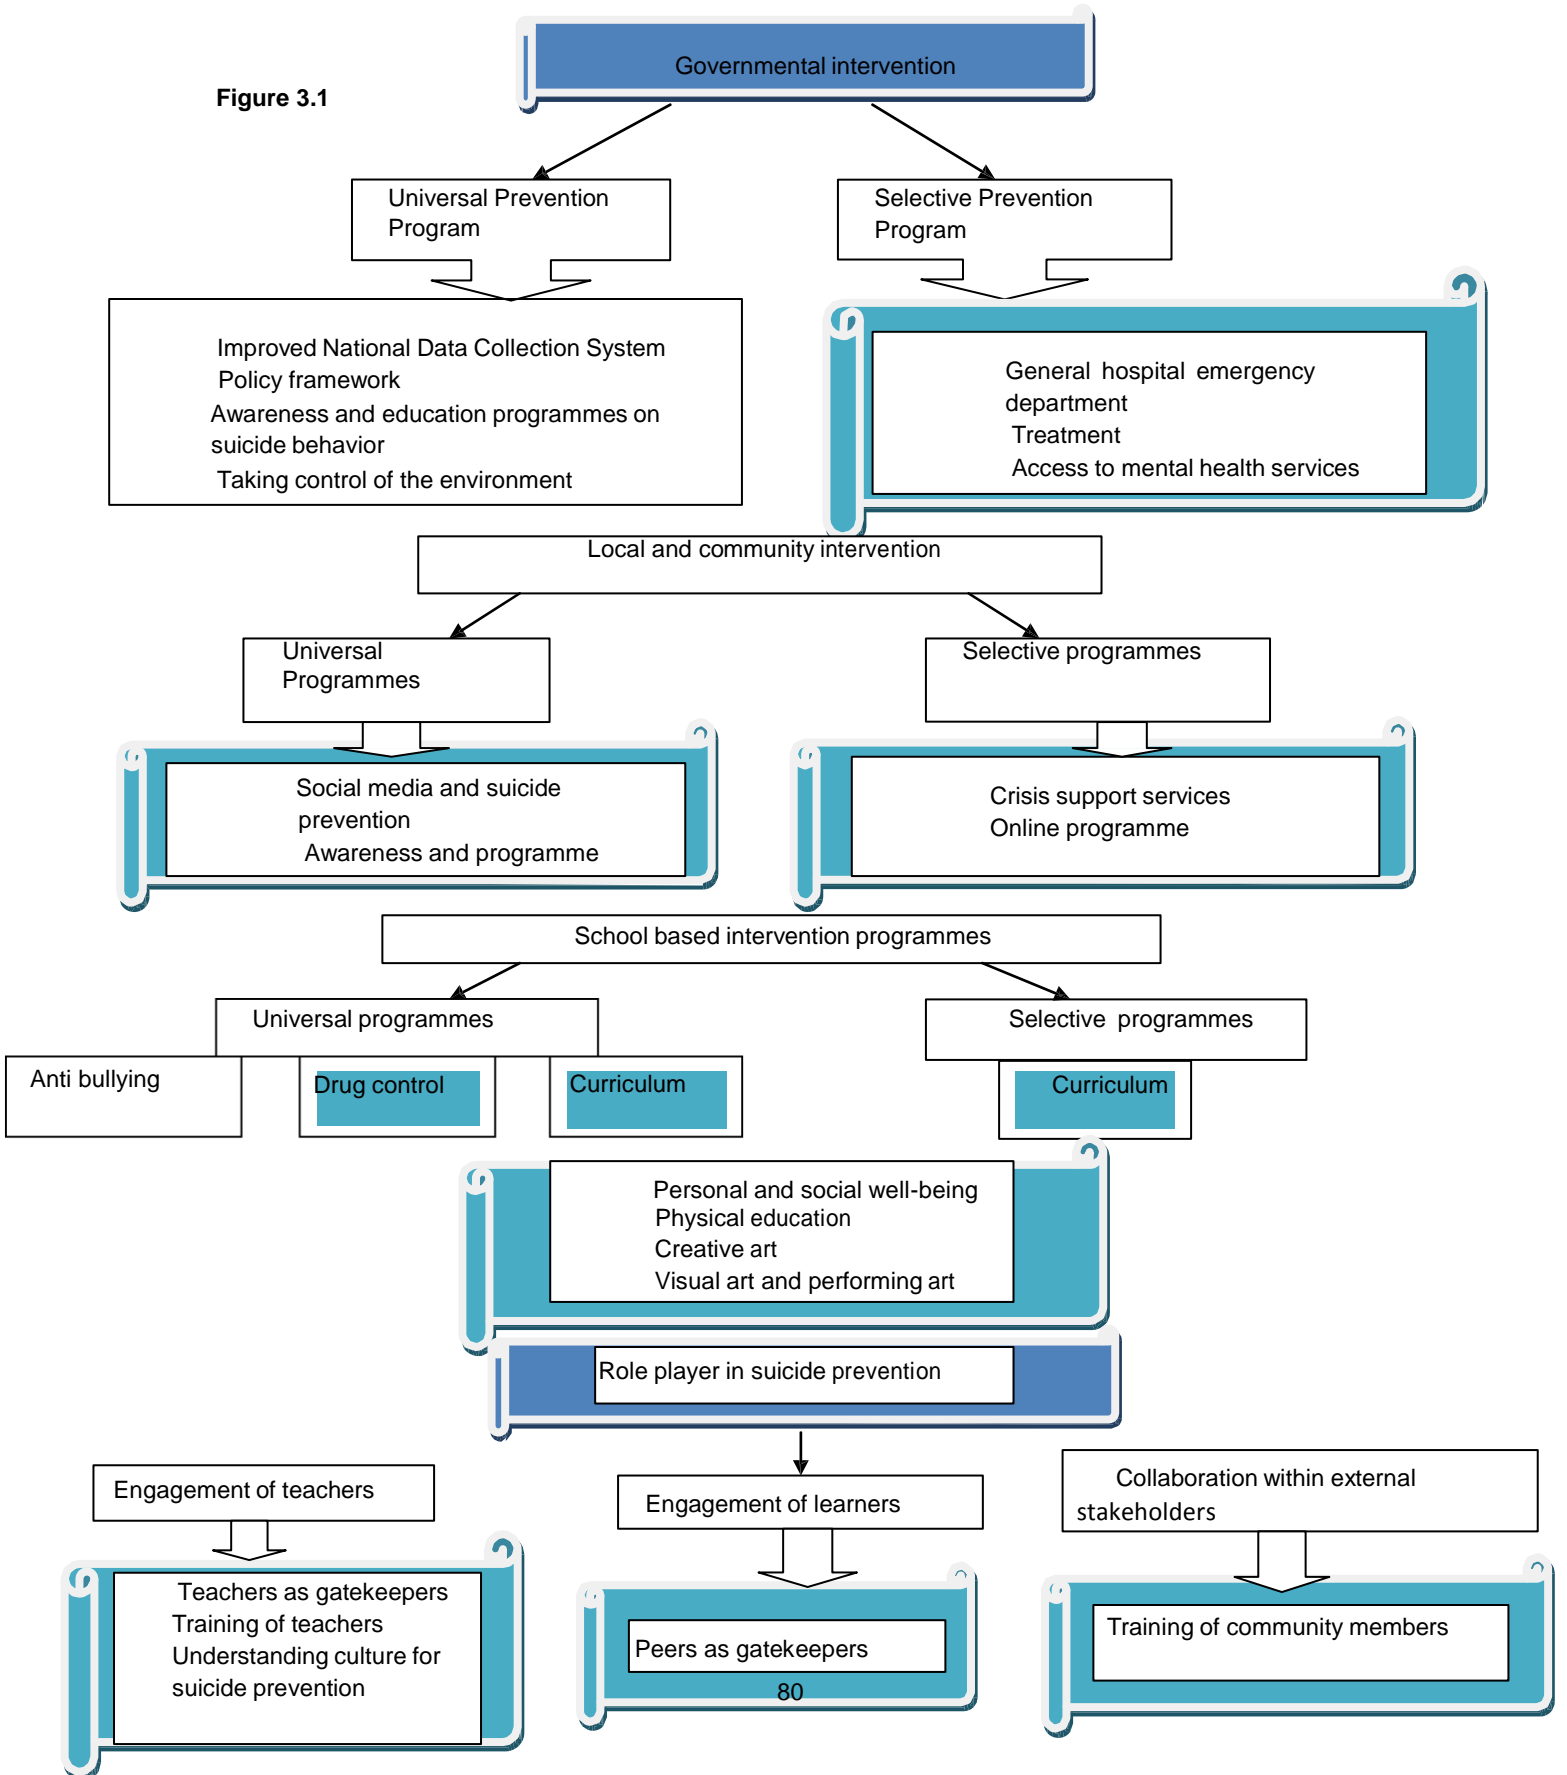 Governmental intervention
Figure 3.1
Universal Prevention
Program
Selective Prevention
Program
Improved National Data Collection System
Policy framework
Awareness and education programmes on
suicide behavior
Taking control of the environment
General hospital emergency
department
Treatment
Access to mental health services
Local and community intervention
Universal
Programmes
Selective programmes
Social media and suicide
prevention
Awareness and programme
Crisis support services
Online programme
School based intervention programmes
Universal programmes
Selective programmes
Anti bullying
Drug control
Curriculum
Curriculum
Personal and social well-being
Physical education
Creative art
Visual art and performing art
Role player in suicide prevention
Engagement of teachers
Engagement of learners
Collaboration within external
stakeholders
Teachers as gatekeepers
Training of teachers
Understanding culture for
suicide prevention
Peers as gatekeepers
Training of community members
80